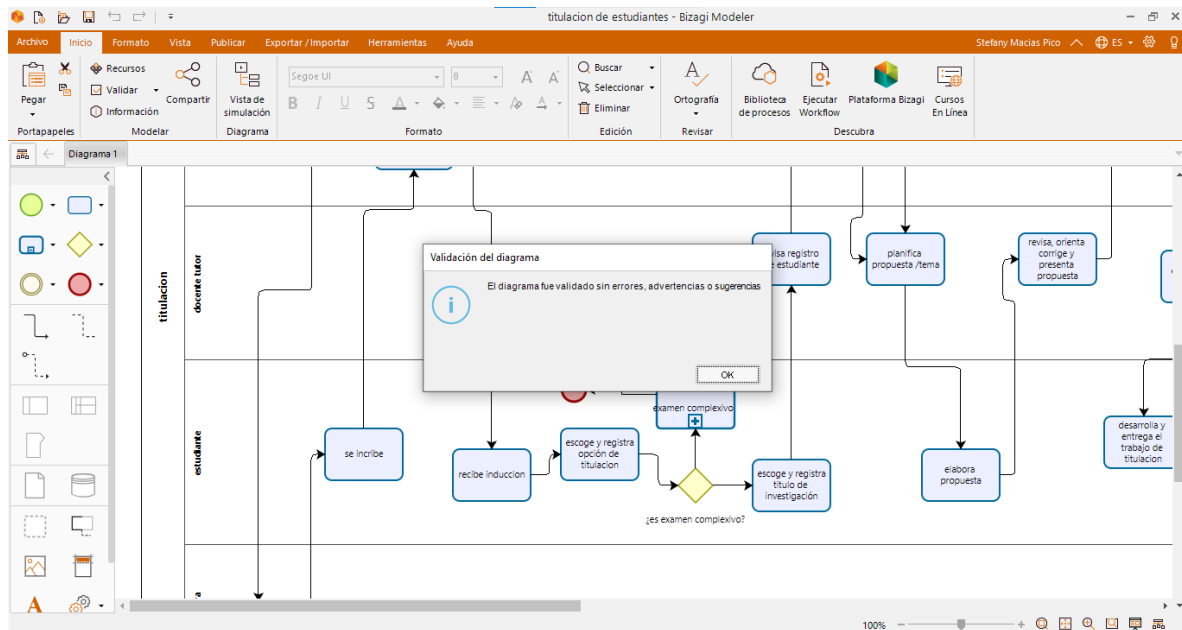 titulacion de estudiantes - Bizagi Modeler
Archivo Inicio Formato Vista Publicar Exportar / Importar Herramientas Ayuda
Stefany Macias Pico ES
Pegar
Portapapeles
Recursos
Validar
Información
Compartir
Modelar
Vista de
simulación
Diagrama
Segoe UI 8
B I U S A A A A
Formato
Buscar
Seleccionar
Eliminar
Edición
Ortografía
Revisar
Biblioteca
de procesos
Ejecutar
Workflow
Plataforma Bizagi
Cursos
En Línea
Descubra
Diagrama 1
titulacion
docente tutor
estudiante
Validación del diagrama
El diagrama fue validado sin errores, advertencias o sugerencias
OK
registro
estudiante
planifica
propuesta /tema
revisa, orienta
corrige y
presenta
propuesta
se incribe
recibe induccion
escoge y registra
opción de
titulacion
examen complexivo
¿es examen complexivo?
escoge y registra
titulo de
investigación
elabora
propuesta
desarrolla y
entrega el
trabajo de
titulacion
A
100%